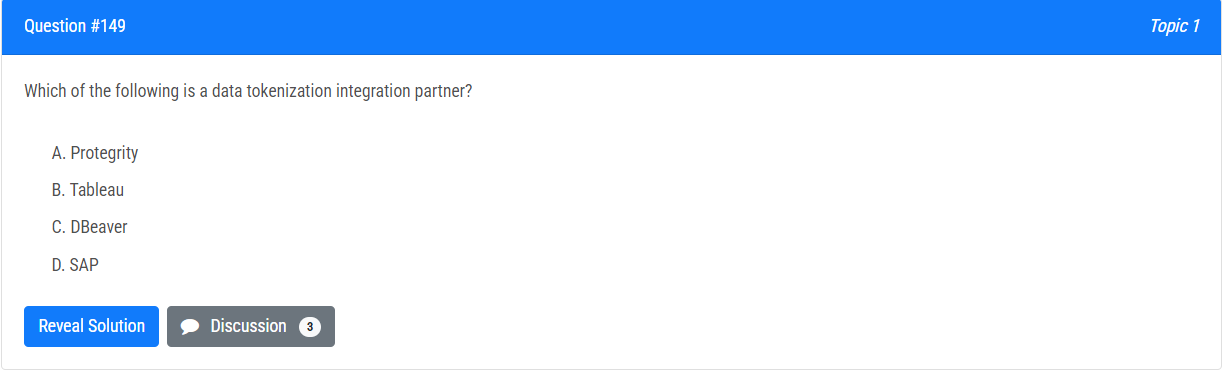 Question #149
Topic 1
Which of the following is a data tokenization integration partner?
A. Protegrity
B. Tableau
C. DBeaver
D. SAP
Reveal Solution
Discussion 3